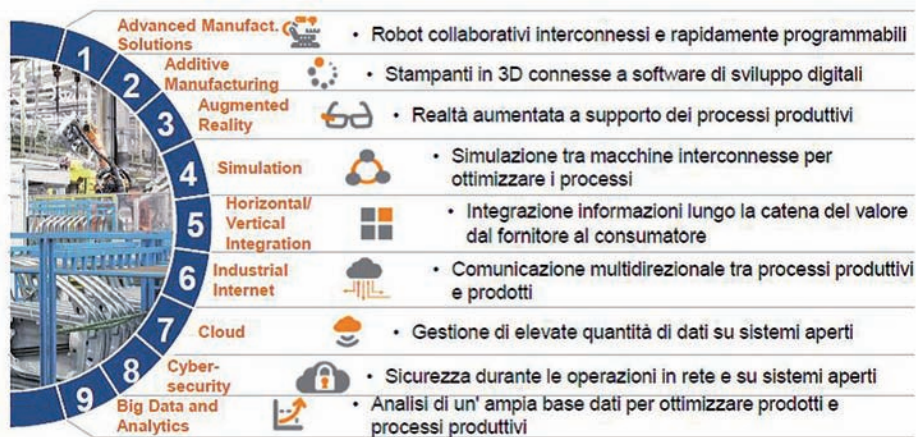 1
Advanced Manufact.
Solutions
• Robot collaborativi interconnessi e rapidamente programmabili
2
Additive
Manufacturing
• Stampanti in 3D connesse a software di sviluppo digitali
3
Augmented
Reality
• Realtà aumentata a supporto dei processi produttivi
4
Simulation
• Simulazione tra macchine interconnesse per
ottimizzare i processi
5
Horizontal/
Vertical
Integration
• Integrazione informazioni lungo la catena del valore
dal fornitore al consumatore
6
Industrial
Internet
• Comunicazione multidirezionale tra processi produttivi
e prodotti
7
Cloud
• Gestione di elevate quantità di dati su sistemi aperti
8
Cyber-
security
• Sicurezza durante le operazioni in rete e su sistemi aperti
9
Big Data and
Analytics
• Analisi di un' ampia base dati per ottimizzare prodotti e
processi produttivi